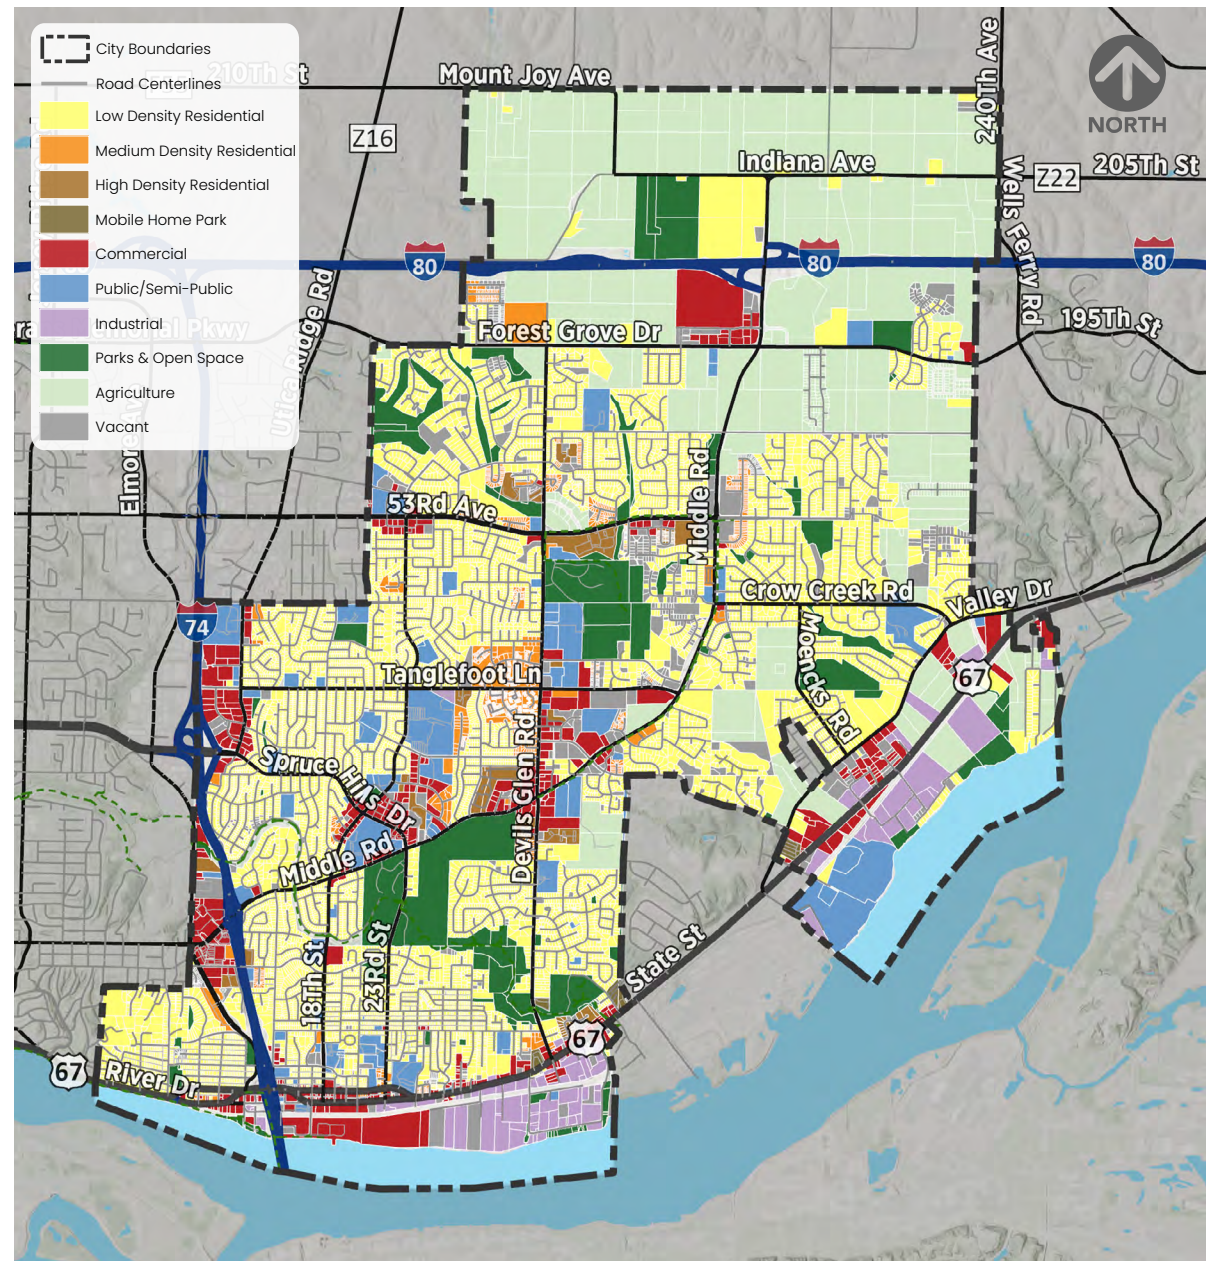 City Boundaries
Road Centerlines
Low Density Residential
Medium Density Residential
High Density Residential
Mobile Home Park
Commercial
Public/Semi-Public
Industrial
Parks & Open Space
Agriculture
Vacant
NORTH
210Th St
Mount Joy Ave
240Th Ave
Z16
Indiana Ave
Z22
205Th St
Wells Ferry Rd
80
80
80
Pkwy
Utica Ridge Rd
Forest Grove Dr
195Th St
Elmore Ave
53Rd Ave
Middle Rd
Crow Creek Rd
Valley Dr
74
Moencks Rd
Tanglefoot Ln
67
Devils Glen Rd
Spruce Hills Dr
Middle Rd
18Th St
23Rd St
State St
67
67
River Dr